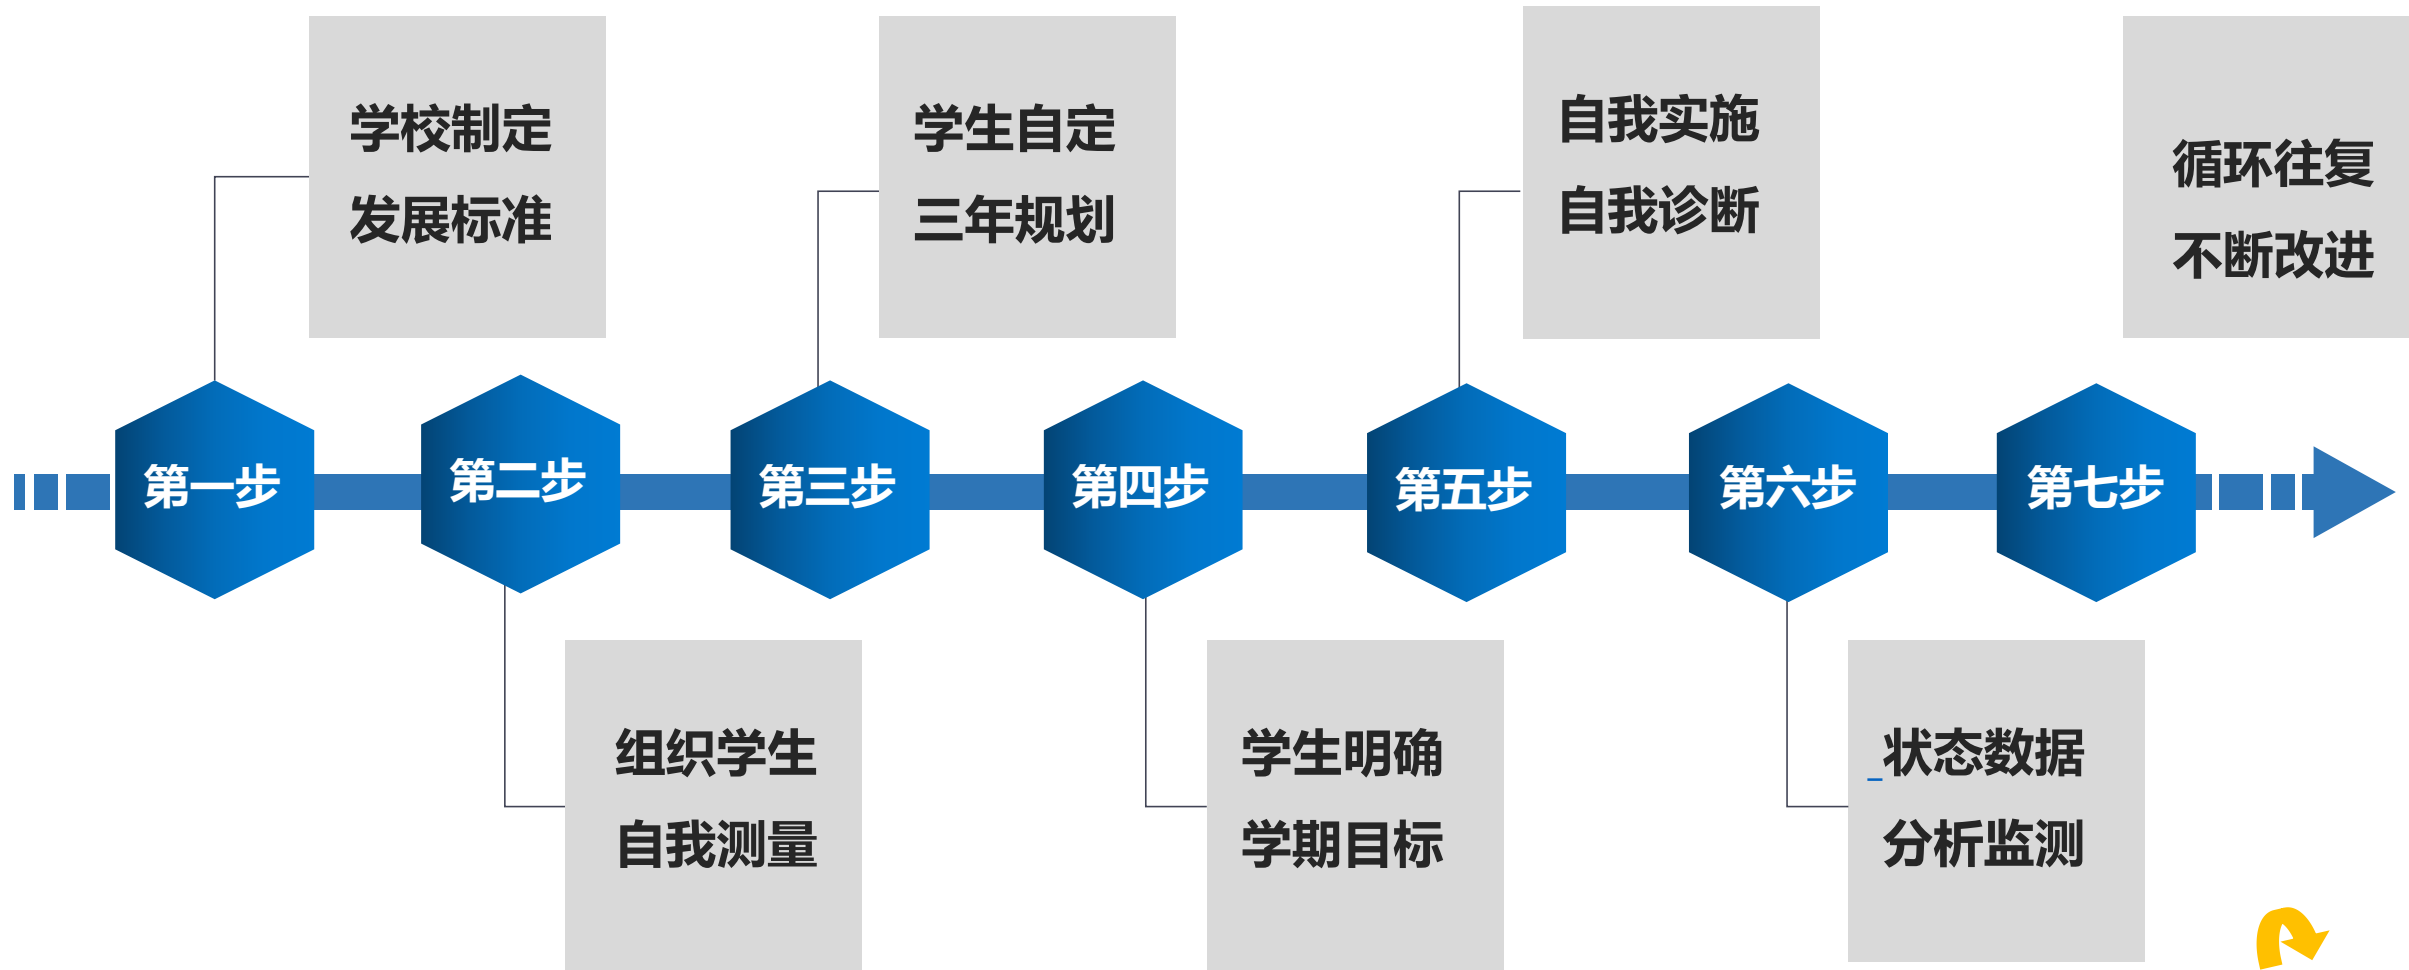 学校制定
发展标准
学生自定
三年规划
自我实施
自我诊断
循环往复
不断改进
第一步
第二步
第三步
第四步
第五步
第六步
第七步
组织学生
自我测量
学生明确
学期目标
_状态数据
分析监测